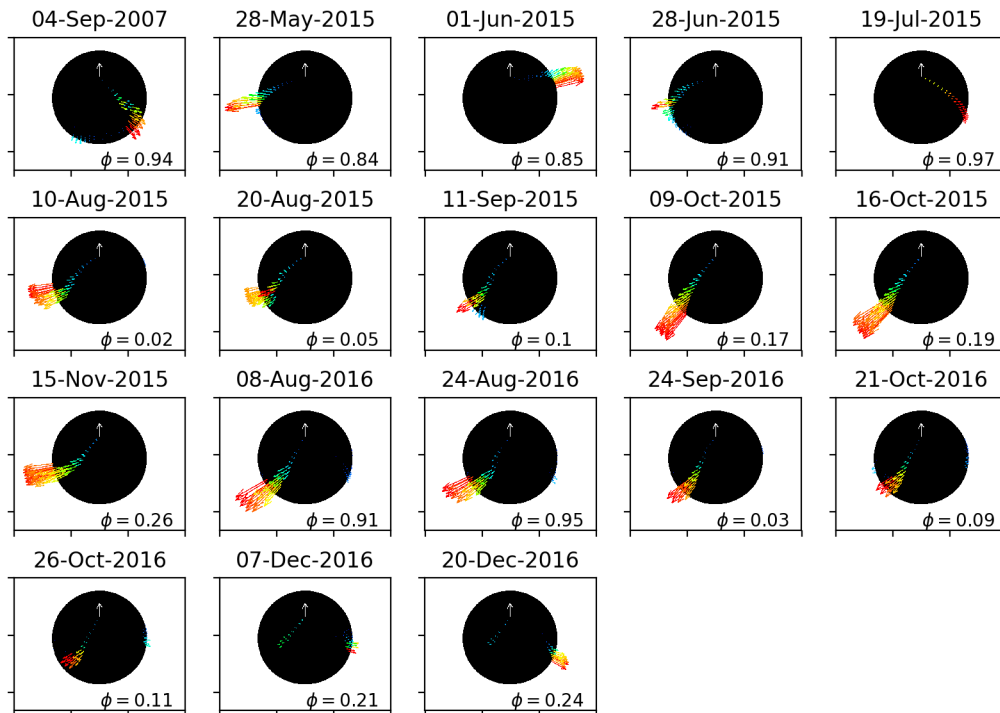 04-Sep-2007 28-May-2015 01-Jun-2015 28-Jun-2015 19-Jul-2015
ϕ = 0.94 ϕ = 0.84 ϕ = 0.85 ϕ = 0.91 ϕ = 0.97
10-Aug-2015 20-Aug-2015 11-Sep-2015 09-Oct-2015 16-Oct-2015
ϕ = 0.02 ϕ = 0.05 ϕ = 0.1 ϕ = 0.17 ϕ = 0.19
15-Nov-2015 08-Aug-2016 24-Aug-2016 24-Sep-2016 21-Oct-2016
ϕ = 0.26 ϕ = 0.91 ϕ = 0.95 ϕ = 0.03 ϕ = 0.09
26-Oct-2016 07-Dec-2016 20-Dec-2016
ϕ = 0.11 ϕ = 0.21 ϕ = 0.24